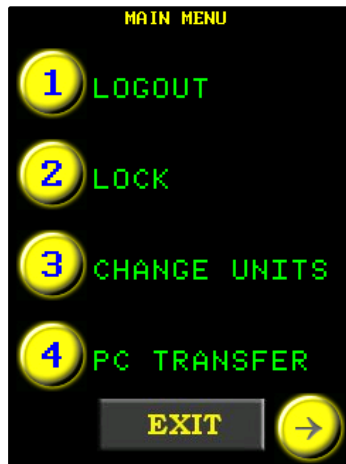 MAIN MENU
1 LOGOUT
2 LOCK
3 CHANGE UNITS
4 PC TRANSFER
EXIT →